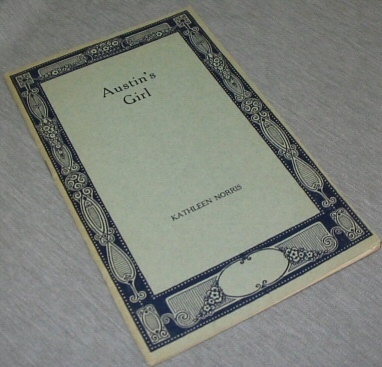 Austin's
Girl
KATHLEEN NORRIS